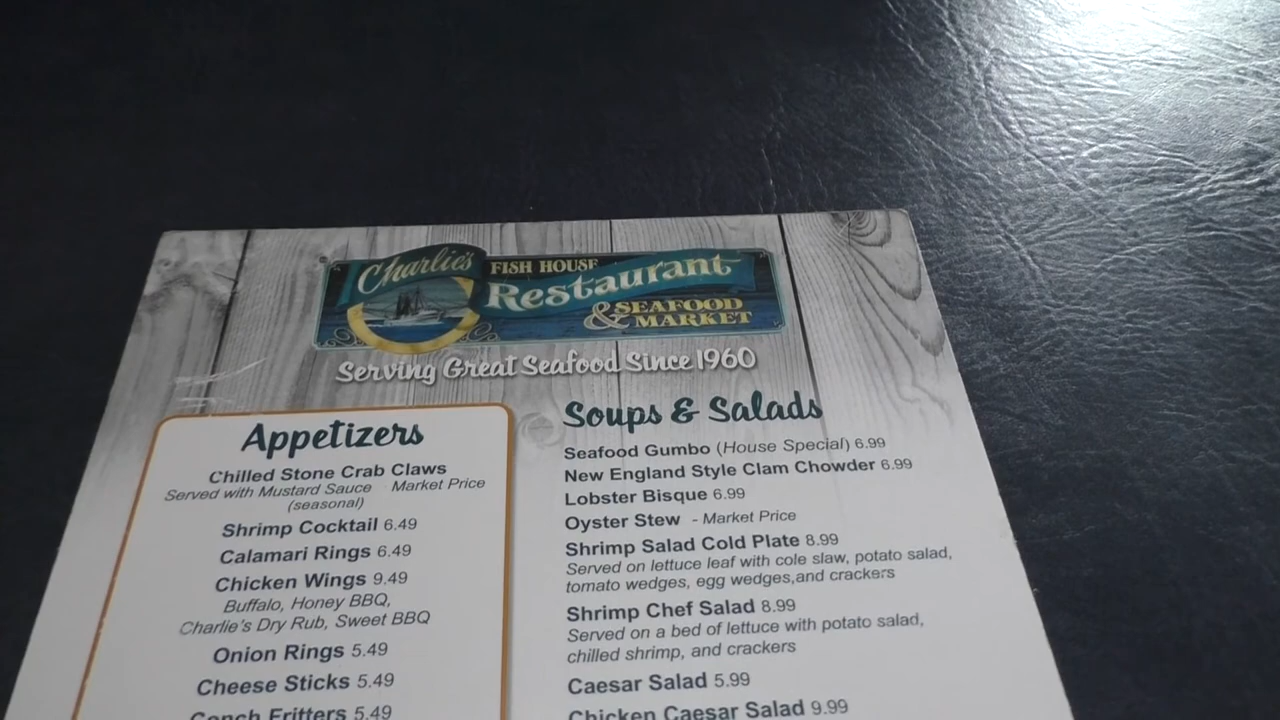 Charlie's
FISH HOUSE
Restaurant
& SEAFOOD
MARKET
Serving Great Seafood Since 1960
Appetizers
Chilled Stone Crab Claws
Served with Mustard Sauce Market Price
(seasonal)
Shrimp Cocktail 6.49
Calamari Rings 6.49
Chicken Wings 9.49
Buffalo, Honey BBQ,
Charlie's Dry Rub, Sweet BBQ
Onion Rings 5.49
Cheese Sticks 5.49
Conch Fritters 5.49
Soups & Salads
Seafood Gumbo (House Special) 6.99
New England Style Clam Chowder 6.99
Lobster Bisque 6.99
Oyster Stew - Market Price
Shrimp Salad Cold Plate 8.99
Served on lettuce leaf with cole slaw, potato salad,
tomato wedges, egg wedges,and crackers
Shrimp Chef Salad 8.99
Served on a bed of lettuce with potato salad,
chilled shrimp, and crackers
Caesar Salad 5.99
Chicken Caesar Salad 9.99